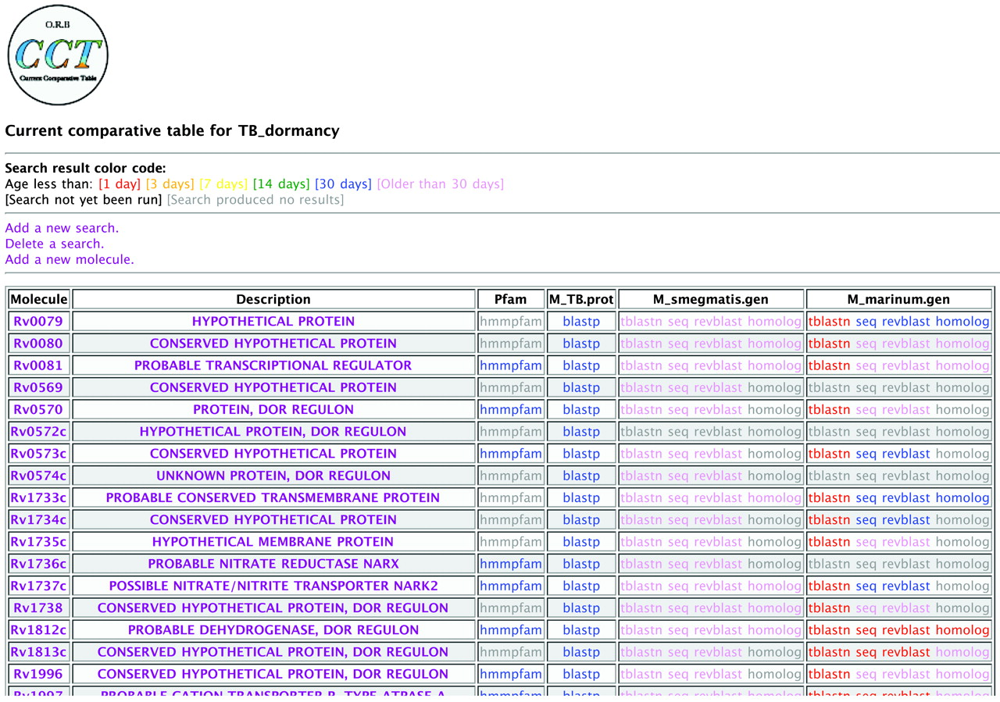 O.R.B
CCT
Current Comparative Table
Current comparative table for TB_dormancy
Search result color code:
Age less than: [1 day] [3 days] [7 days] [14 days] [30 days] [Older than 30 days]
[Search not yet been run] [Search produced no results]
Add a new search.
Delete a search.
Add a new molecule.
Molecule Description Pfam M_TB.prot M_smegmatis.gen M_marinum.gen
Rv0079 HYPOTHETICAL PROTEIN hmmpfam blastp tblastn seq revblast homolog tblastn seq revblast homolog
Rv0080 CONSERVED HYPOTHETICAL PROTEIN hmmpfam blastp tblastn seq revblast homolog tblastn seq revblast homolog
Rv0081 PROBABLE TRANSCRIPTIONAL REGULATOR hmmpfam blastp tblastn seq revblast homolog tblastn seq revblast homolog
Rv0569 CONSERVED HYPOTHETICAL PROTEIN hmmpfam blastp tblastn seq revblast homolog tblastn seq revblast homolog
Rv0570 PROTEIN, DOR REGULON hmmpfam blastp tblastn seq revblast homolog tblastn seq revblast homolog
Rv0572c HYPOTHETICAL PROTEIN, DOR REGULON hmmpfam blastp tblastn seq revblast homolog tblastn seq revblast homolog
Rv0573c CONSERVED HYPOTHETICAL PROTEIN hmmpfam blastp tblastn seq revblast homolog tblastn seq revblast homolog
Rv0574c UNKNOWN PROTEIN, DOR REGULON hmmpfam blastp tblastn seq revblast homolog tblastn seq revblast homolog
Rv1733c PROBABLE CONSERVED TRANSMEMBRANE PROTEIN hmmpfam blastp tblastn seq revblast homolog tblastn seq revblast homolog
Rv1734c CONSERVED HYPOTHETICAL PROTEIN hmmpfam blastp tblastn seq revblast homolog tblastn seq revblast homolog
Rv1735c HYPOTHETICAL MEMBRANE PROTEIN hmmpfam blastp tblastn seq revblast homolog tblastn seq revblast homolog
Rv1736c PROBABLE NITRATE REDUCTASE NARX hmmpfam blastp tblastn seq revblast homolog tblastn seq revblast homolog
Rv1737c POSSIBLE NITRATE/NITRITE TRANSPORTER NARK2 hmmpfam blastp tblastn seq revblast homolog tblastn seq revblast homolog
Rv1738 CONSERVED HYPOTHETICAL PROTEIN, DOR REGULON hmmpfam blastp tblastn seq revblast homolog tblastn seq revblast homolog
Rv1812c PROBABLE DEHYDROGENASE, DOR REGULON hmmpfam blastp tblastn seq revblast homolog tblastn seq revblast homolog
Rv1813c CONSERVED HYPOTHETICAL PROTEIN, DOR REGULON hmmpfam blastp tblastn seq revblast homolog tblastn seq revblast homolog
Rv1996 CONSERVED HYPOTHETICAL PROTEIN, DOR REGULON hmmpfam blastp tblastn seq revblast homolog tblastn seq revblast homolog
Rv1997 PROBABLE CATION TRANSPORTER P- TYPE ATPASE A hmmpfam blastp tblastn seq revblast homolog tblastn seq revblast homolog